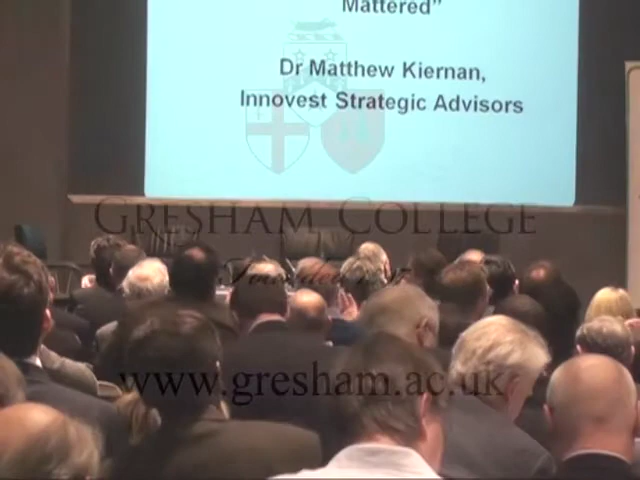 Mattered”
Dr Matthew Kiernan,
Innovest Strategic Advisors
GRESHAM COLLEGE
www.gresham.ac.uk